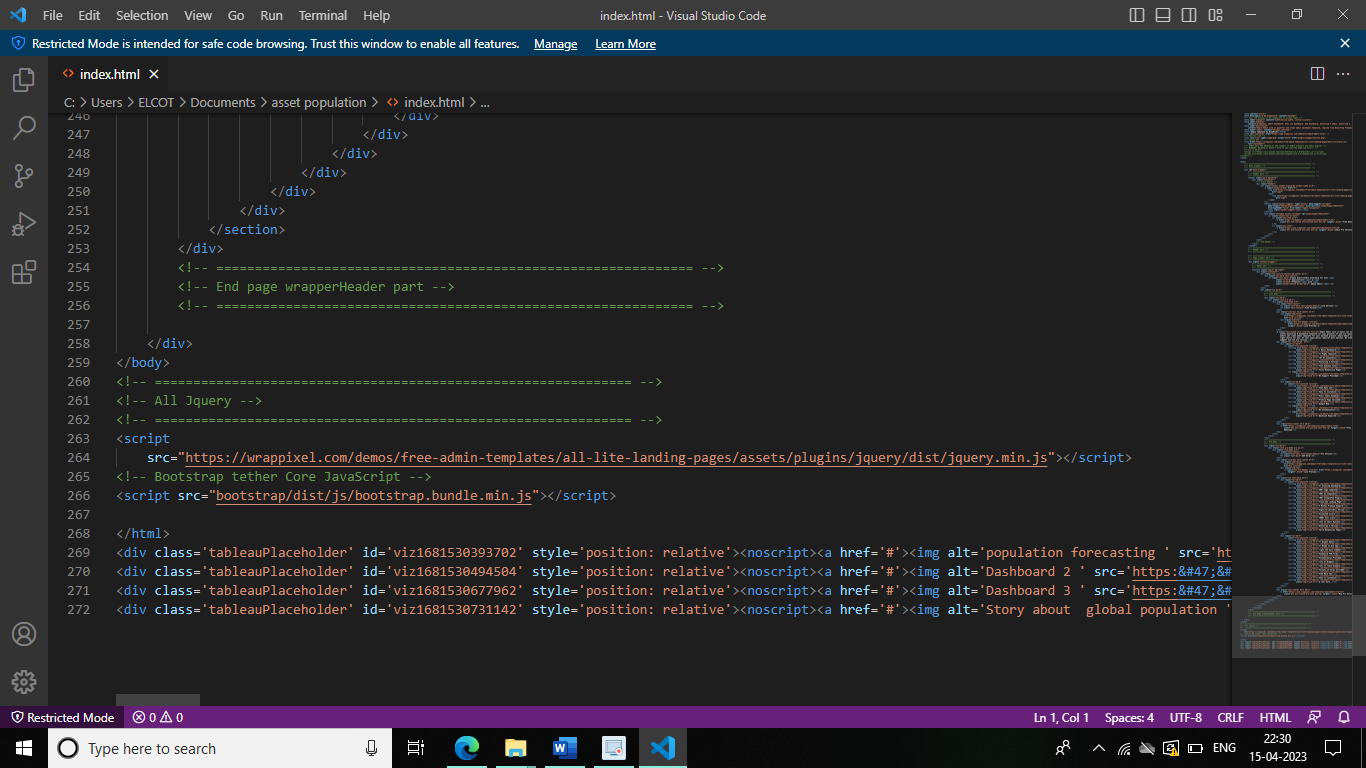 File Edit Selection View Go Run Terminal Help index.html - Visual Studio Code
Restricted Mode is intended for safe code browsing. Trust this window to enable all features. Manage Learn More
index.html
C: > Users > ELCOT > Documents > asset population > index.html > ...
246 </div>
247 </div>
248 </div>
249 </div>
250 </div>
251 </div>
252 </section>
253 </div>
254 <!-- ============================================================== -->
255 <!-- End page wrapperHeader part -->
256 <!-- ============================================================== -->
257
258 </div>
259 </body>
260 <!-- ============================================================== -->
261 <!-- All Jquery -->
262 <!-- ============================================================== -->
263 <script
264 src="https://wrappixel.com/demos/free-admin-templates/all-lite-landing-pages/assets/plugins/jquery/dist/jquery.min.js"></script>
265 <!-- Bootstrap tether Core JavaScript -->
266 <script src="bootstrap/dist/js/bootstrap.bundle.min.js"></script>
267
268 </html>
269 <div class='tableauPlaceholder' id='viz1681530393702' style='position: relative'><noscript><a href='#'><img alt='population forecasting ' src='ht
270 <div class='tableauPlaceholder' id='viz1681530494504' style='position: relative'><noscript><a href='#'><img alt='Dashboard 2 ' src='https:&#47;&#
271 <div class='tableauPlaceholder' id='viz1681530677962' style='position: relative'><noscript><a href='#'><img alt='Dashboard 3 ' src='https:&#47;&#
272 <div class='tableauPlaceholder' id='viz1681530731142' style='position: relative'><noscript><a href='#'><img alt='Story about  global population '
Restricted Mode 0 0 Ln 1, Col 1 Spaces: 4 UTF-8 CRLF HTML
Type here to search ENG 22:30
15-04-2023